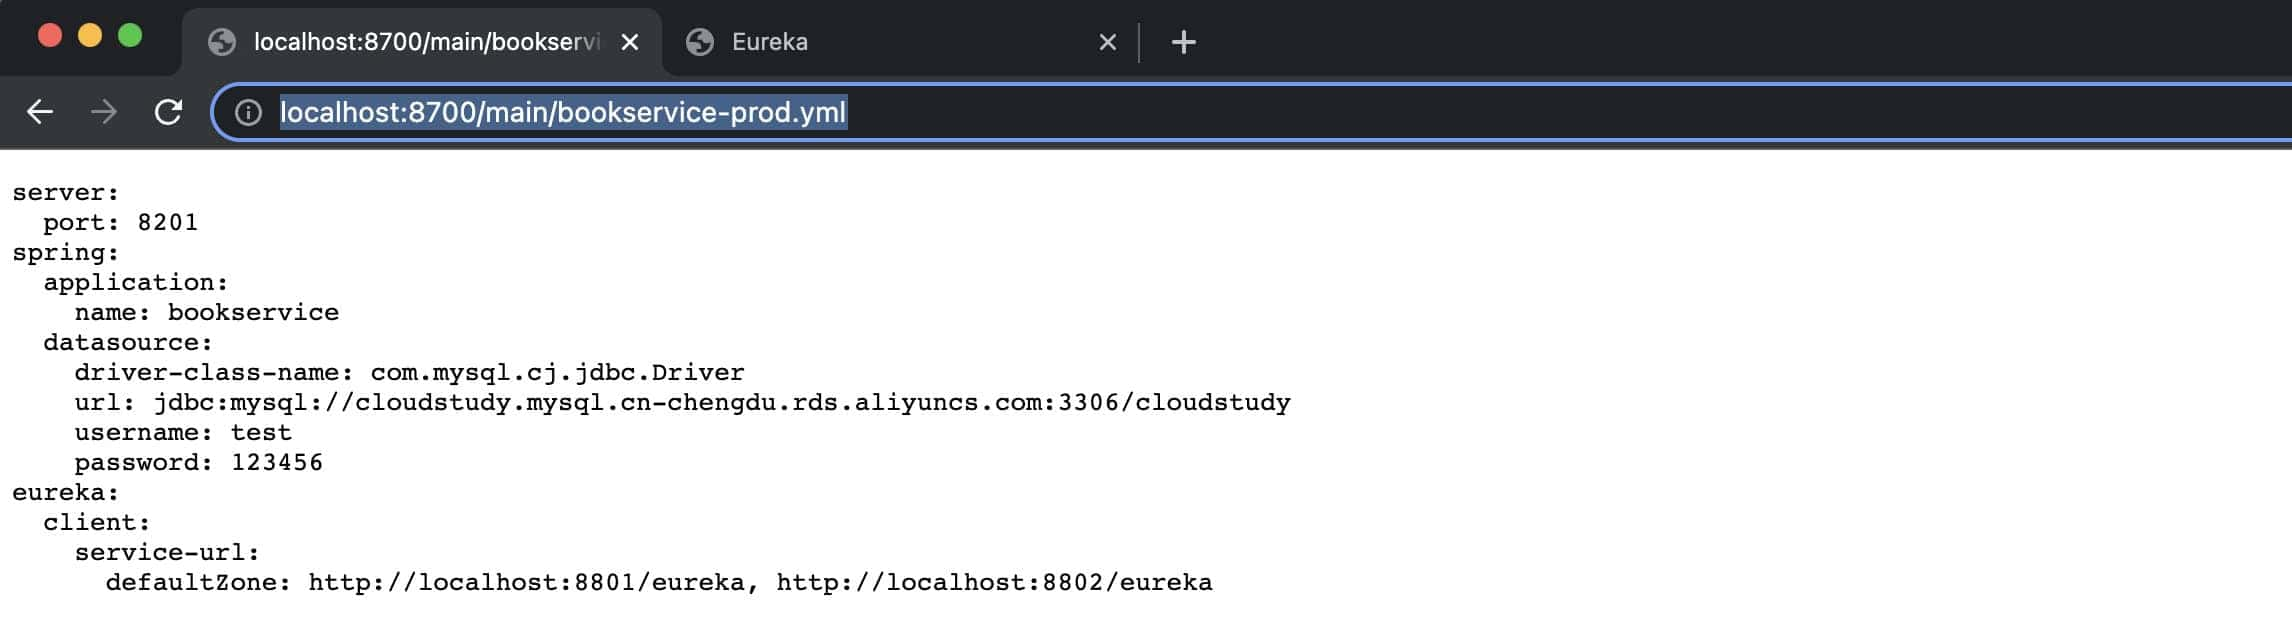 localhost:8700/main/bookservi
Eureka
localhost:8700/main/bookservice-prod.yml
server:
  port: 8201
spring:
  application:
    name: bookservice
  datasource:
    driver-class-name: com.mysql.cj.jdbc.Driver
    url: jdbc:mysql://cloudstudy.mysql.cn-chengdu.rds.aliyuncs.com:3306/cloudstudy
    username: test
    password: 123456
eureka:
  client:
    service-url:
      defaultZone: http://localhost:8801/eureka, http://localhost:8802/eureka